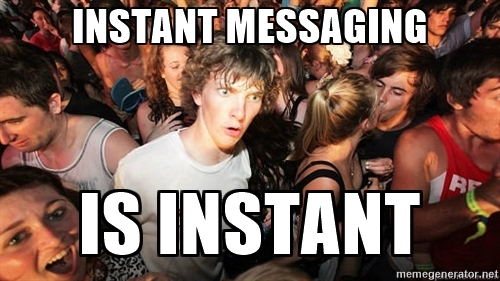 INSTANT MESSAGING
IS INSTANT
memegenerator.net